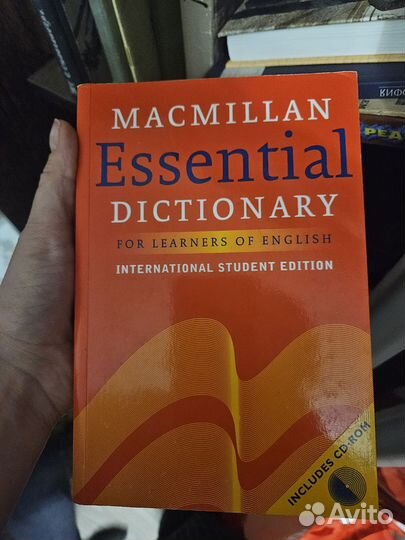 MACMILLAN
Essential
DICTIONARY
FOR LEARNERS OF ENGLISH
INTERNATIONAL STUDENT EDITION
INCLUDES CD-ROM
Avito